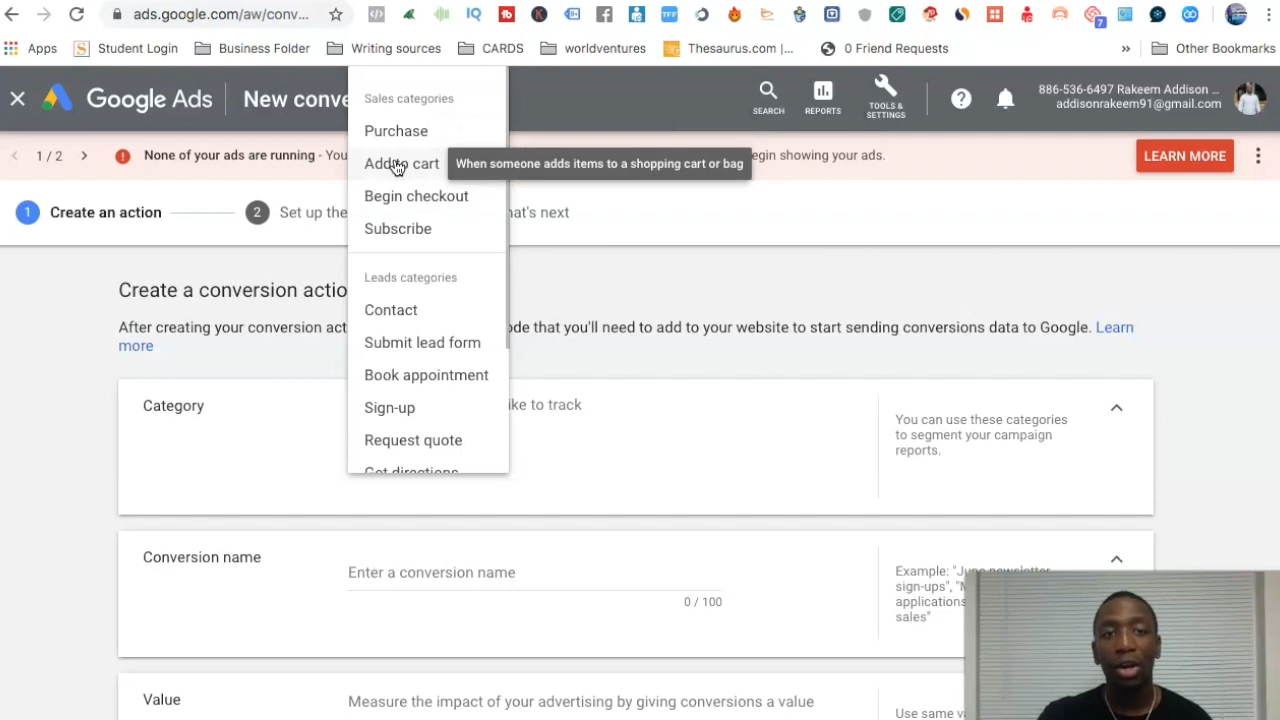 ads.google.com/aw/conv...
Apps
Student Login
Business Folder
Writing sources
CARDS
worldventures
Thesaurus.com |...
0 Friend Requests
»
Other Bookmarks
Google Ads
New conve
SEARCH
REPORTS
TOOLS &
SETTINGS
886-536-6497 Rakeem Addison ...
addisonrakeem91@gmail.com
1 / 2
None of your ads are running - You
egin showing your ads.
LEARN MORE
Sales categories
Purchase
Add to cart
When someone adds items to a shopping cart or bag
Begin checkout
Subscribe
Leads categories
Contact
Submit lead form
Book appointment
Sign-up
Request quote
Get directions
1 Create an action
2 Set up the
hat's next
Create a conversion actio
After creating your conversion act
ode that you'll need to add to your website to start sending conversions data to Google. Learn
more
Category
ike to track
You can use these categories
to segment your campaign
reports.
Conversion name
Enter a conversion name
0 / 100
Example: "June newsletter
sign-ups", "M
applications
sales"
Value
Measure the impact of your advertising by giving conversions a value
Use same va